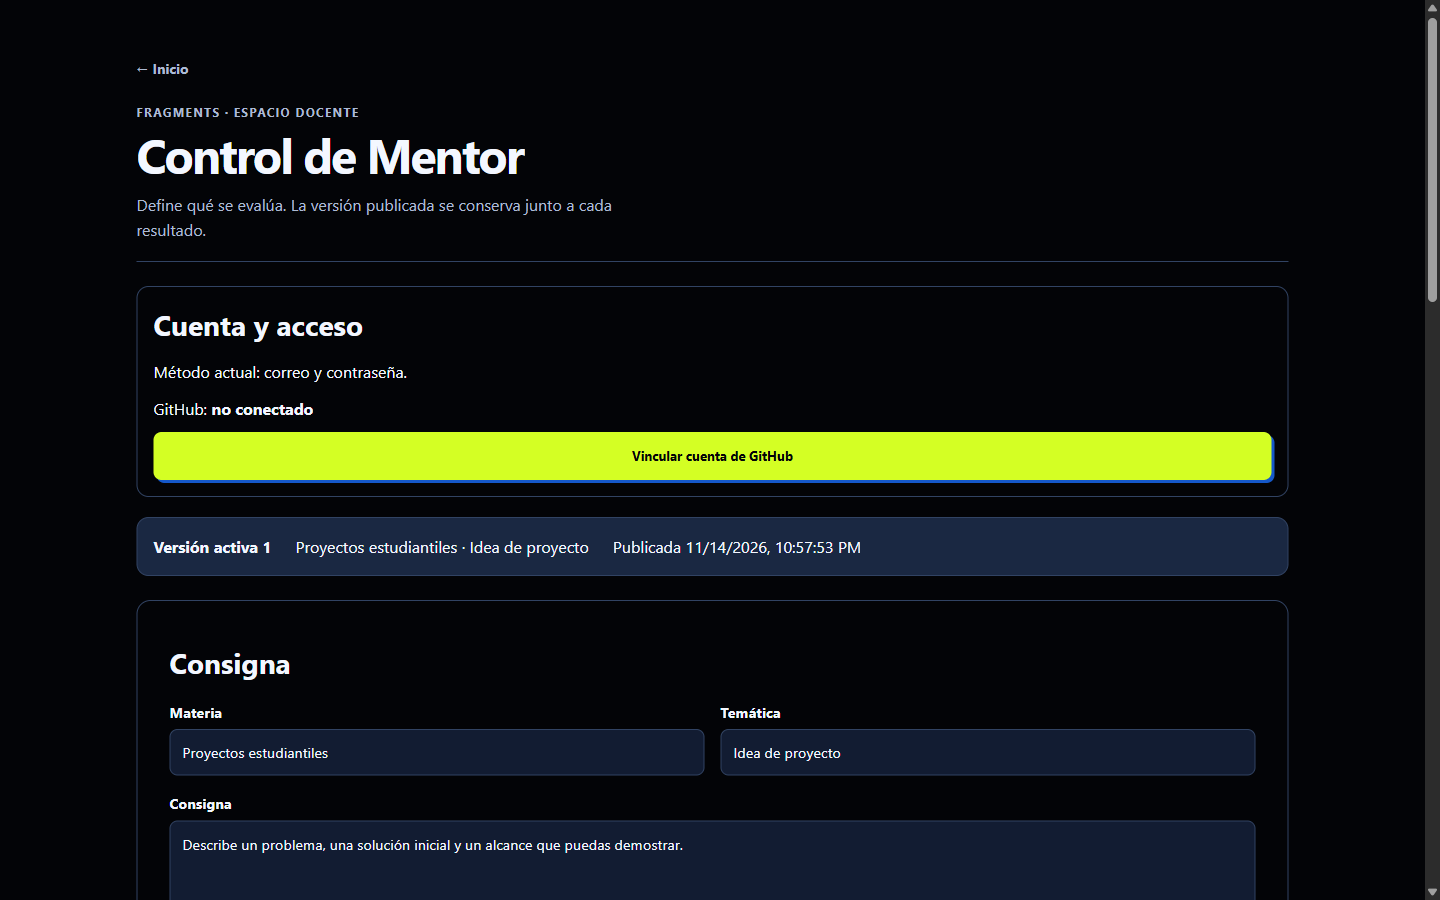 ← Inicio
FRAGMENTS · ESPACIO DOCENTE
Control de Mentor
Define qué se evalúa. La versión publicada se conserva junto a cada
resultado.
Cuenta y acceso
Método actual: correo y contraseña.
GitHub: no conectado
Vincular cuenta de GitHub
Versión activa 1 Proyectos estudiantiles · Idea de proyecto Publicada 11/14/2026, 10:57:53 PM
Consigna
Materia Temática
Proyectos estudiantiles Idea de proyecto
Consigna
Describe un problema, una solución inicial y un alcance que puedas demostrar.